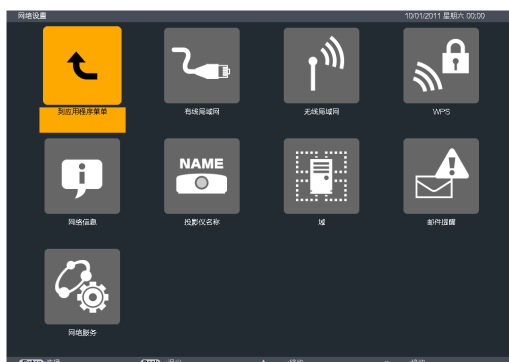 网络设置
10/01/2011 星期六 00:00
到应用程序菜单
有线局域网
无线局域网
WPS
NAME
网络信息
投影仪名称
域
邮件提醒
网络服务